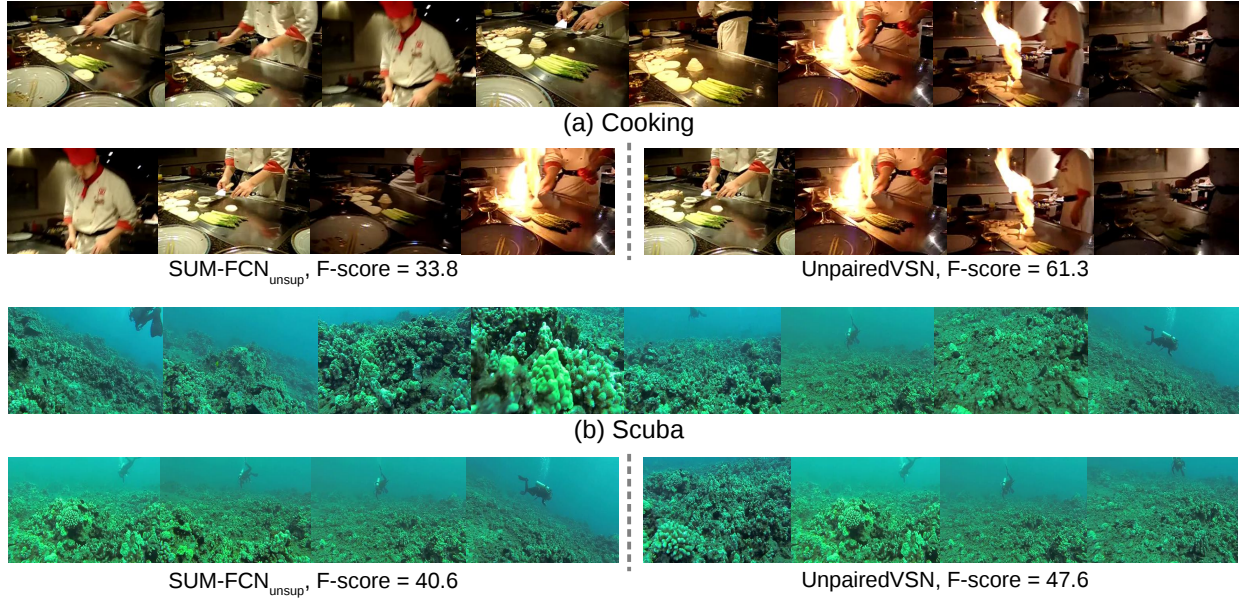 (a) Cooking
SUM-FCNunsup, F-score = 33.8
UnpairedVSN, F-score = 61.3
(b) Scuba
SUM-FCNunsup, F-score = 40.6
UnpairedVSN, F-score = 47.6